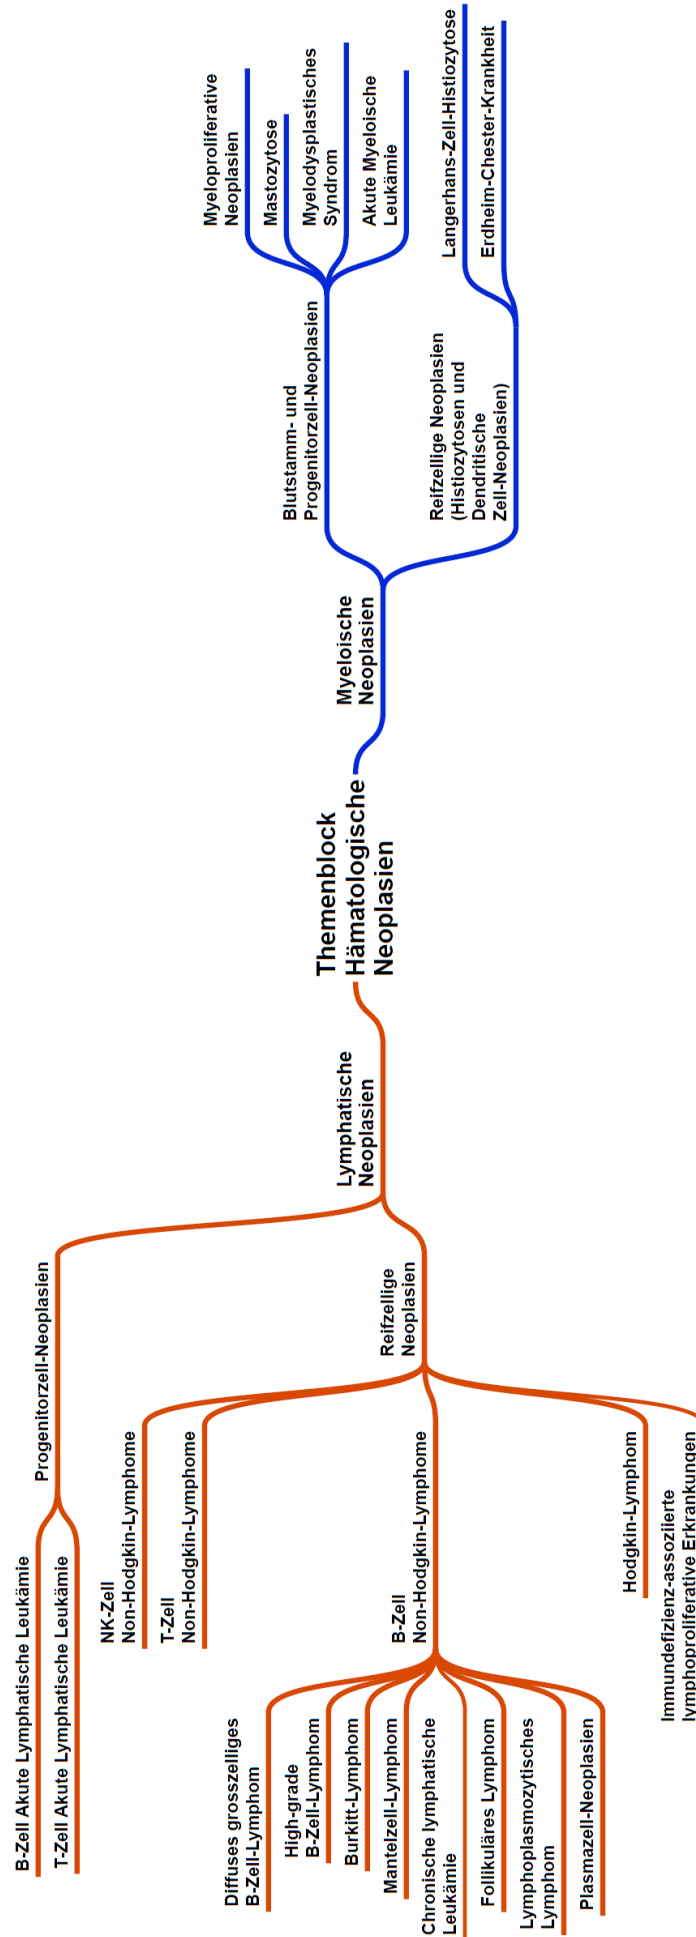 Themenblock
Hämatologische
Neoplasien
Lymphatische
Neoplasien
Progenitorzell-Neoplasien
B-Zell Akute Lymphatische Leukämie
T-Zell Akute Lymphatische Leukämie
Reifzellige
Neoplasien
NK-Zell
Non-Hodgkin-Lymphome
T-Zell
Non-Hodgkin-Lymphome
B-Zell
Non-Hodgkin-Lymphome
Diffuses grosszelliges
B-Zell-Lymphom
High-grade
B-Zell-Lymphom
Burkitt-Lymphom
Mantelzell-Lymphom
Chronische lymphatische
Leukämie
Follikuläres Lymphom
Lymphoplasmozytisches
Lymphom
Plasmazell-Neoplasien
Hodgkin-Lymphom
Immundefizienz-assoziierte
lymphoproliferative Erkrankungen
Myeloische
Neoplasien
Blutstamm- und
Progenitorzell-Neoplasien
Myeloproliferative
Neoplasien
Mastozytose
Myelodysplastisches
Syndrom
Akute Myeloische
Leukämie
Reifzellige Neoplasien
(Histiozytosen und
Dendritische
Zell-Neoplasien)
Langerhans-Zell-Histiozytose
Erdheim-Chester-Krankheit